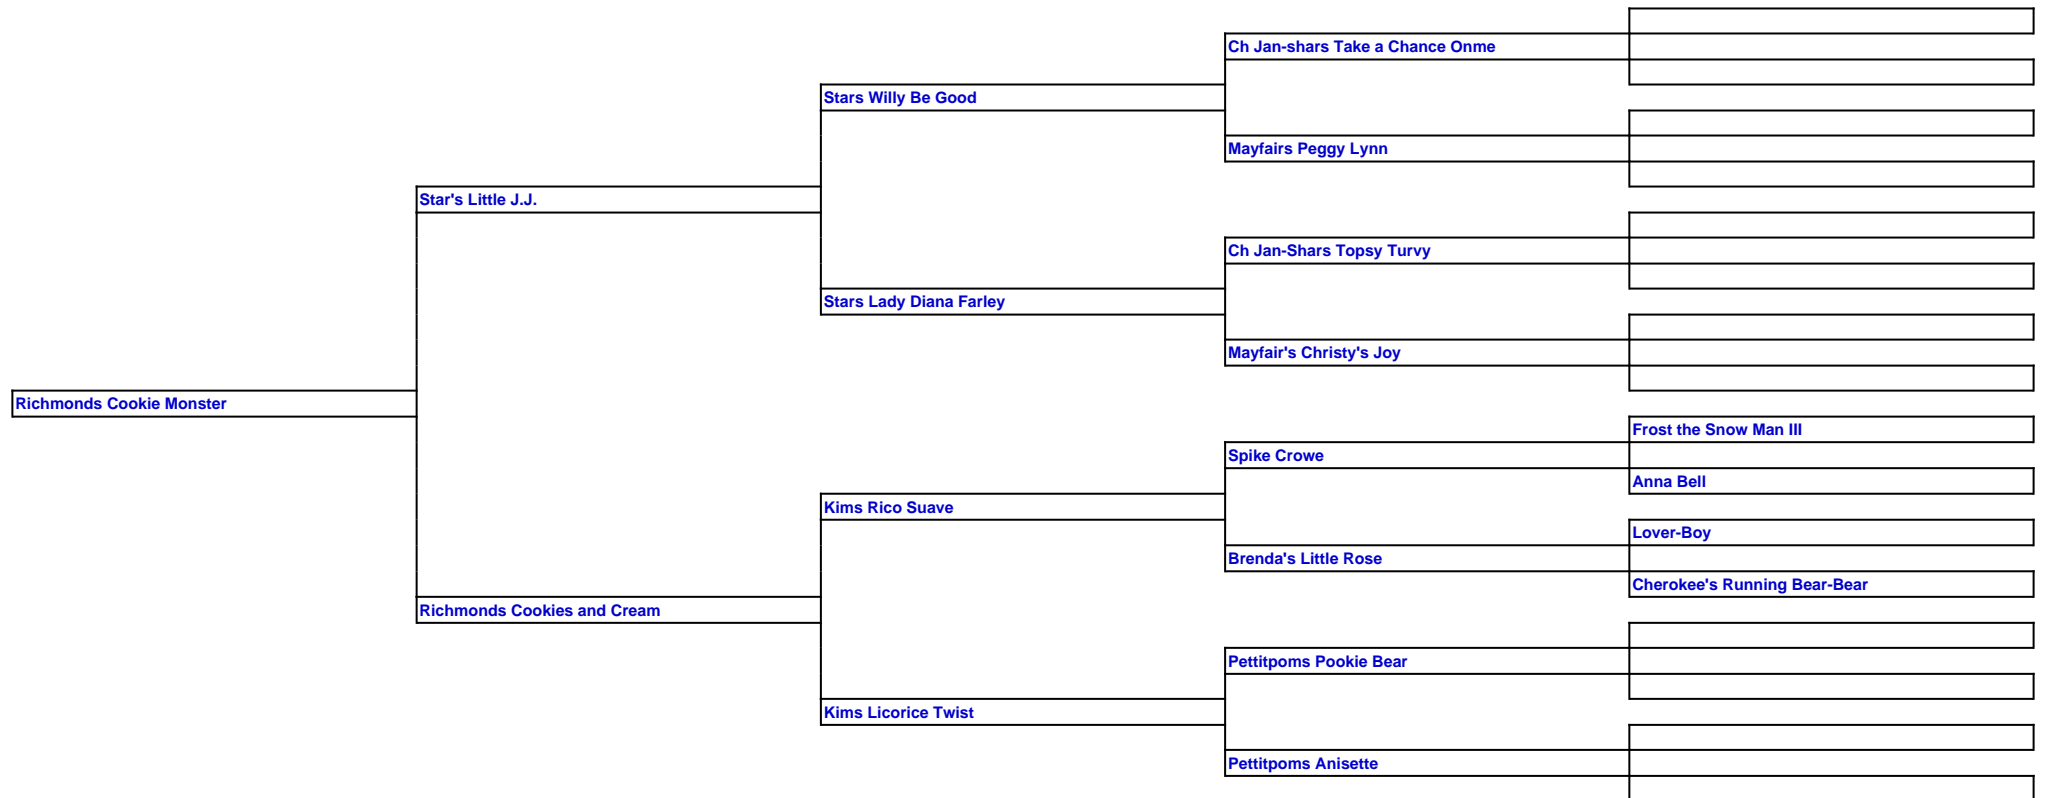 Ch Jan-shars Take a Chance Onme
Stars Willy Be Good
Mayfairs Peggy Lynn
Star's Little J.J.
Ch Jan-Shars Topsy Turvy
Stars Lady Diana Farley
Mayfair's Christy's Joy
Richmonds Cookie Monster
Frost the Snow Man III
Spike Crowe
Anna Bell
Kims Rico Suave
Lover-Boy
Brenda's Little Rose
Cherokee's Running Bear-Bear
Richmonds Cookies and Cream
Pettitpoms Pookie Bear
Kims Licorice Twist
Pettitpoms Anisette